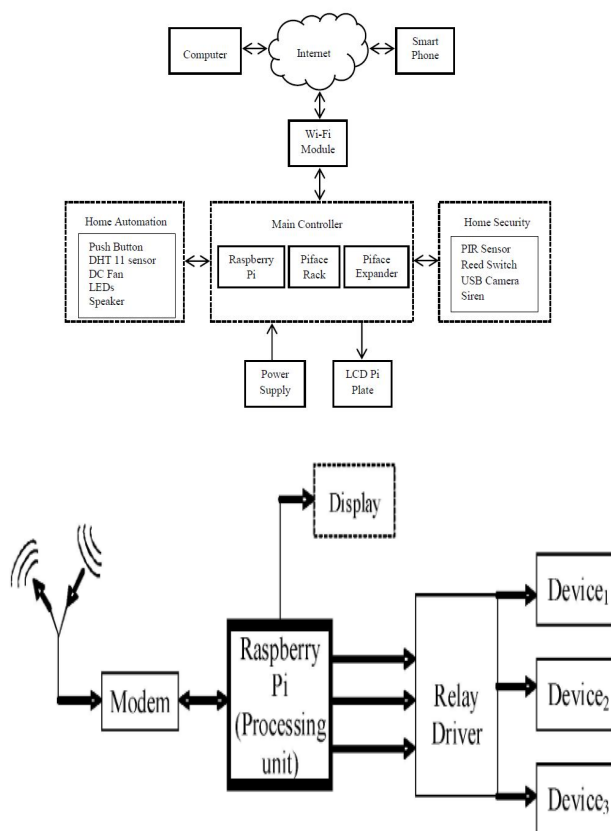 Computer
Internet
Smart
Phone
Wi-Fi
Module
Home Automation
Push Button
DHT 11 sensor
DC Fan
LEDs
Speaker
Main Controller
Raspberry
Pi
Piface
Rack
Piface
Expander
Home Security
PIR Sensor
Reed Switch
USB Camera
Siren
Power
Supply
LCD Pi
Plate
Display
Modem
Raspberry
Pi
(Processing
unit)
Relay
Driver
Device1
Device2
Device3